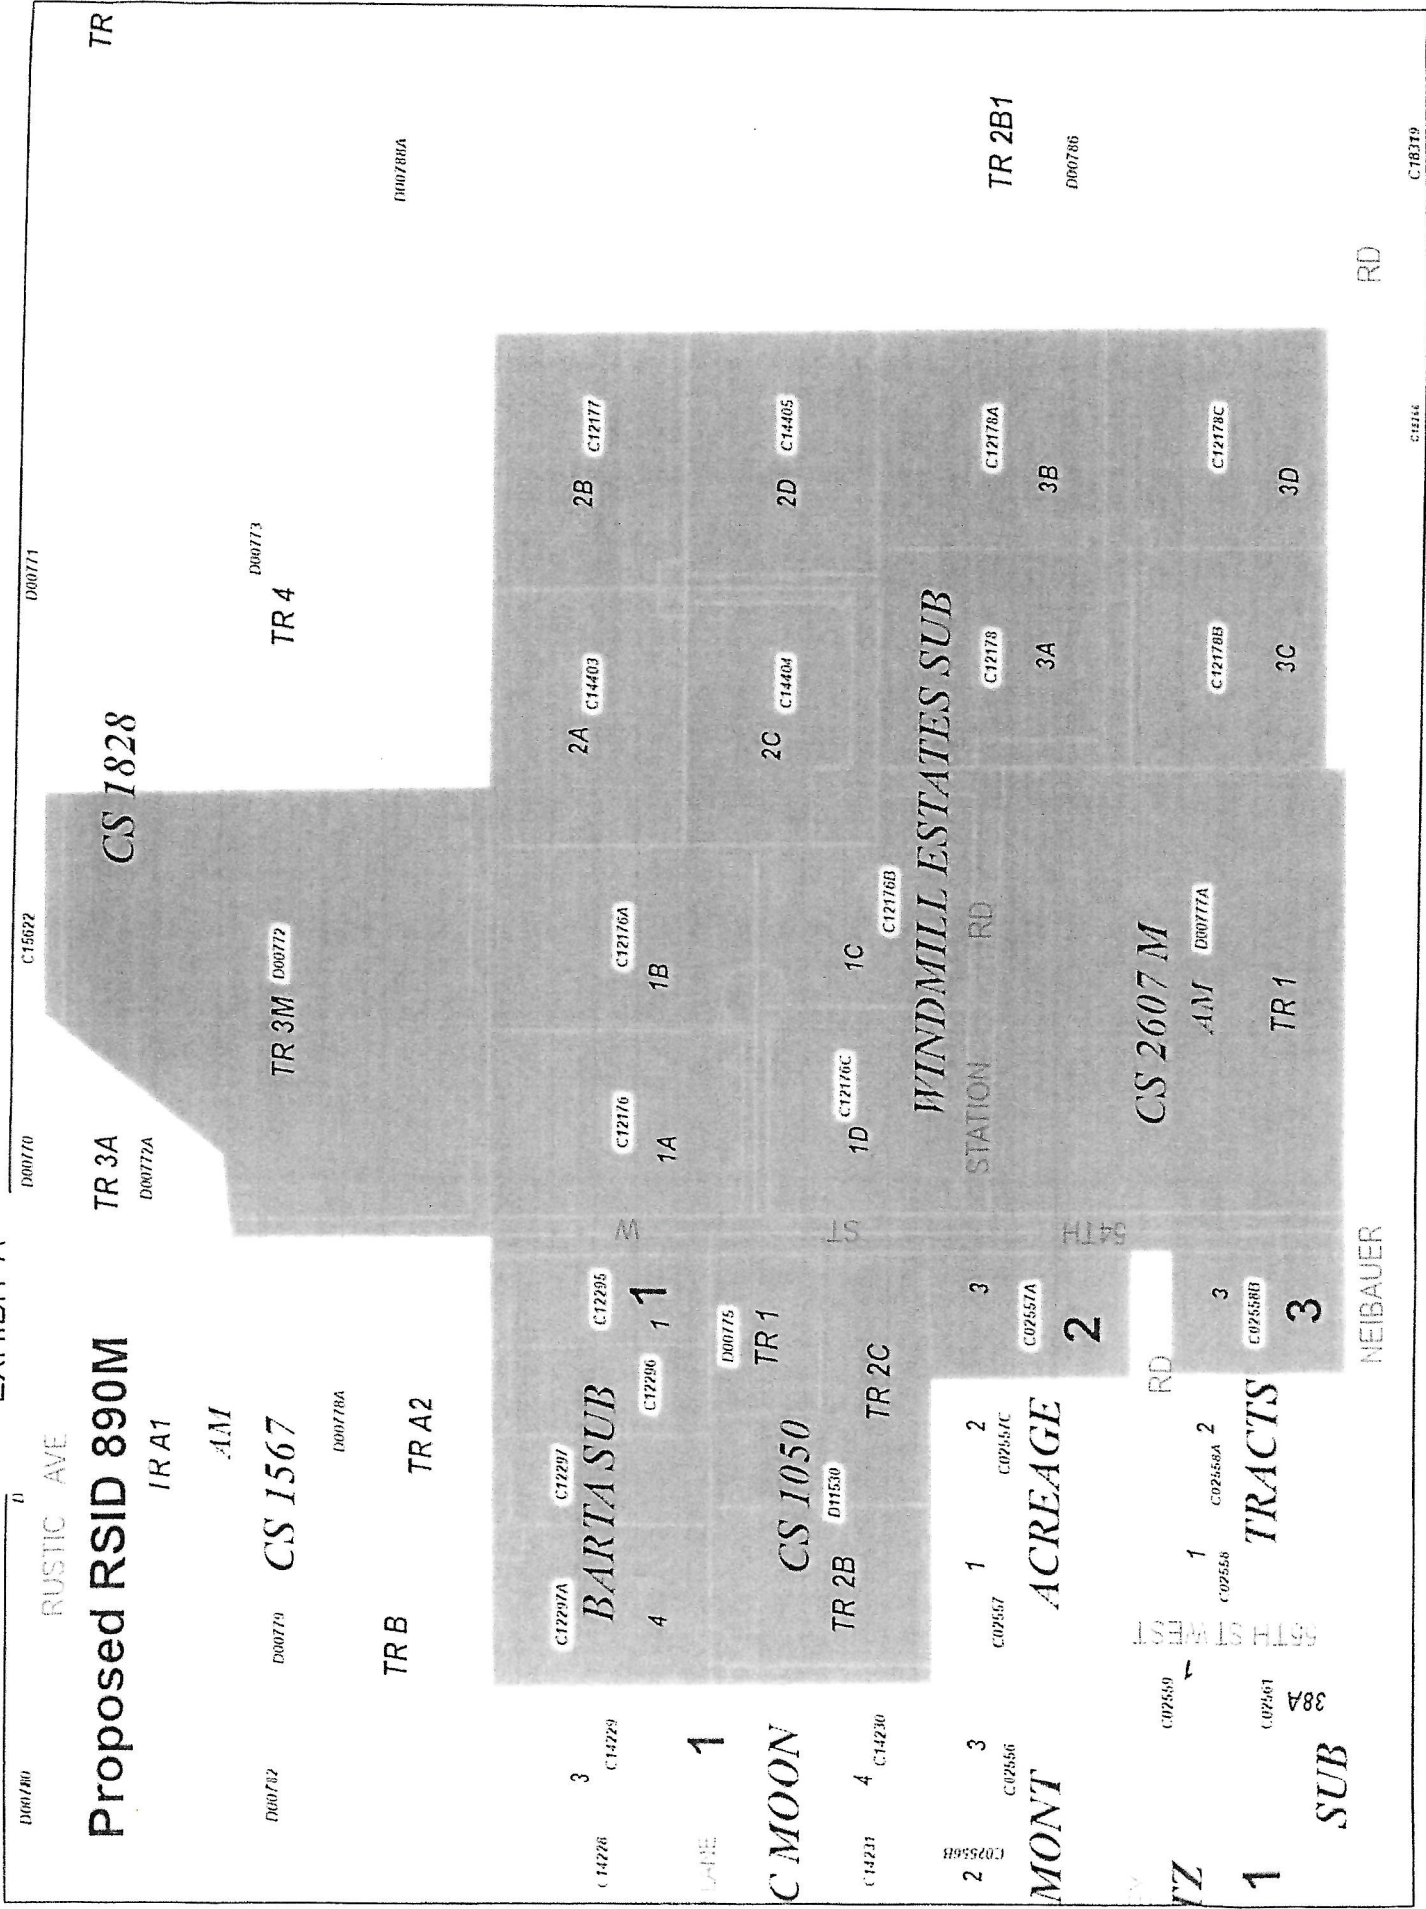 D00780
D00770
C15622
D00771
RUSTIC AVE
Proposed RSID 890M
TR 3A
CS 1828
TR
D00772A
AM
D00782
D00779
CS 1567
TR 3M
D00772
TR 4
D00773
D00778A
TR B
TR A2
D00788A
C12297A
C12297
C12295
2A
C14403
2B
C12177
3
C14229
C14228
BARTA SUB
C12296
W
C12176
C12176A
4
1
1
1A
1B
1
D00775
TR 1
C MOON
CS 1050
2C
C14404
2D
C14405
TR 2B
D11530
ST
1D
C12176C
1C
C12176B
C14231
4
C14230
TR 2C
WINDMILL ESTATES SUB
2
C02556B
3
C02556
1
C02557
2
C02557C
3
STATION RD
C12178
C12178A
TR 2B1
MONT
ACREAGE
C02557A
2
3A
3B
D00786
54TH
55TH ST WEST
RD
CS 2607 M
C02559
TZ
1
C02558
2
C02558A
3
AM
D00777A
C12178B
C12178C
1
C02561
38A
TRACTS
C02558B
3
TR 1
3C
3D
SUB
NEIBAUER
RD
C18319